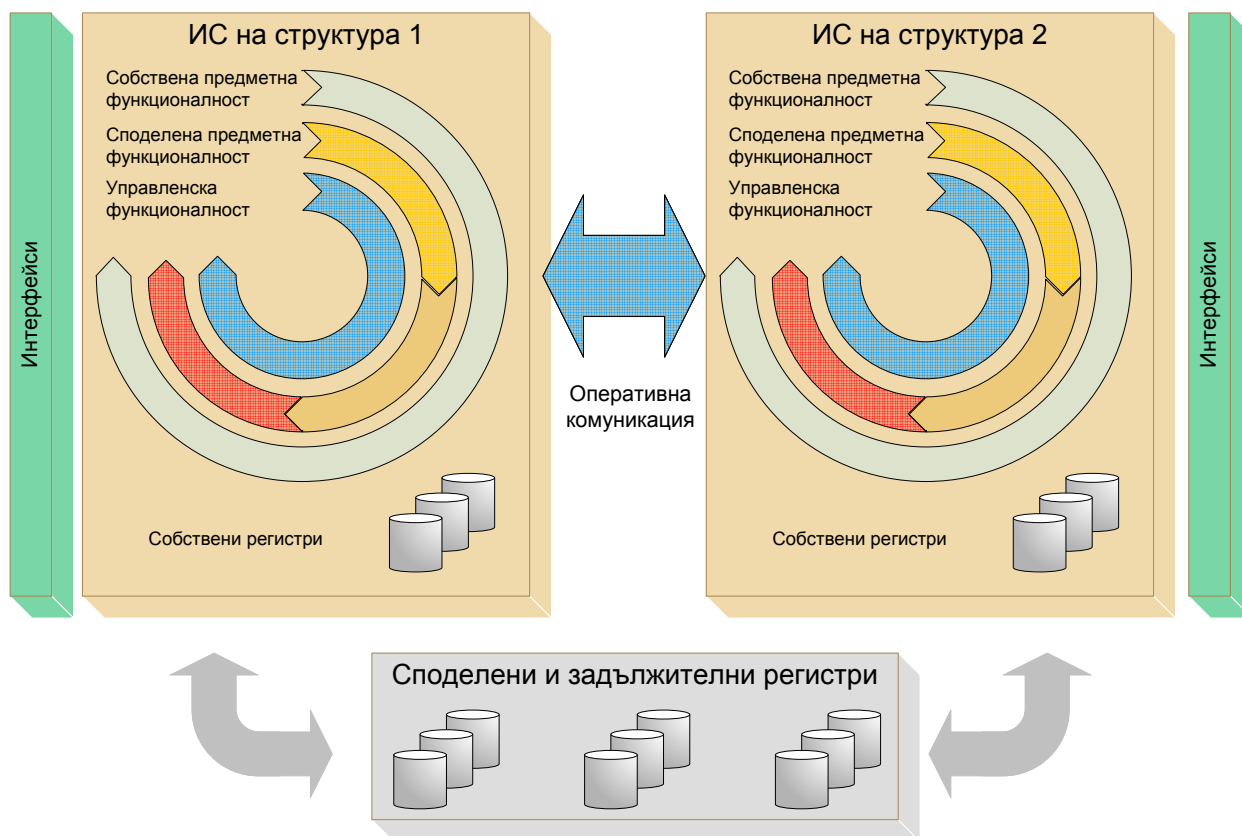 ИС на структура 1
Собствена предметна
функционалност
Споделена предметна
функционалност
Управленска
функционалност
Собствени регистри
Интерфейси
Оперативна
комуникация
ИС на структура 2
Собствена предметна
функционалност
Споделена предметна
функционалност
Управленска
функционалност
Собствени регистри
Интерфейси
Споделени и задължителни регистри